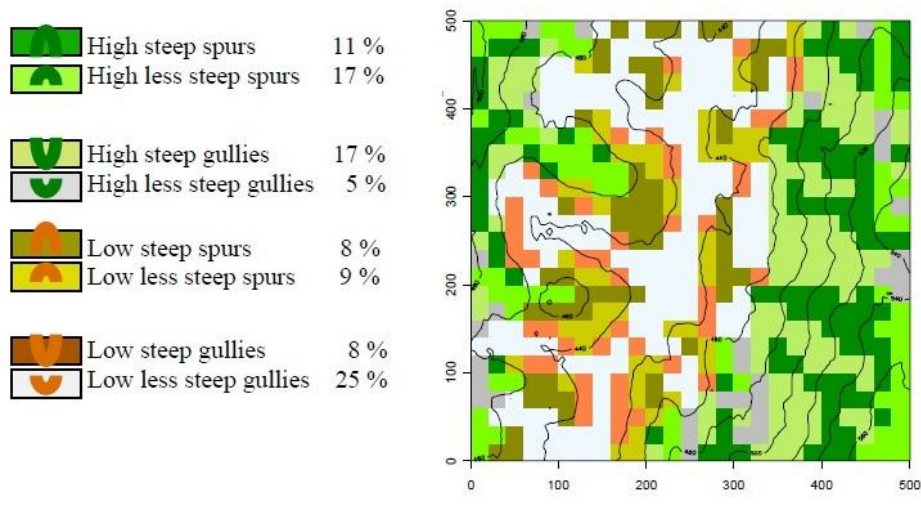 High steep spurs 11 %
High less steep spurs 17 %
High steep gullies 17 %
High less steep gullies 5 %
Low steep spurs 8 %
Low less steep spurs 9 %
Low steep gullies 8 %
Low less steep gullies 25 %
500
400
300
200
100
0
0 100 200 300 400 500